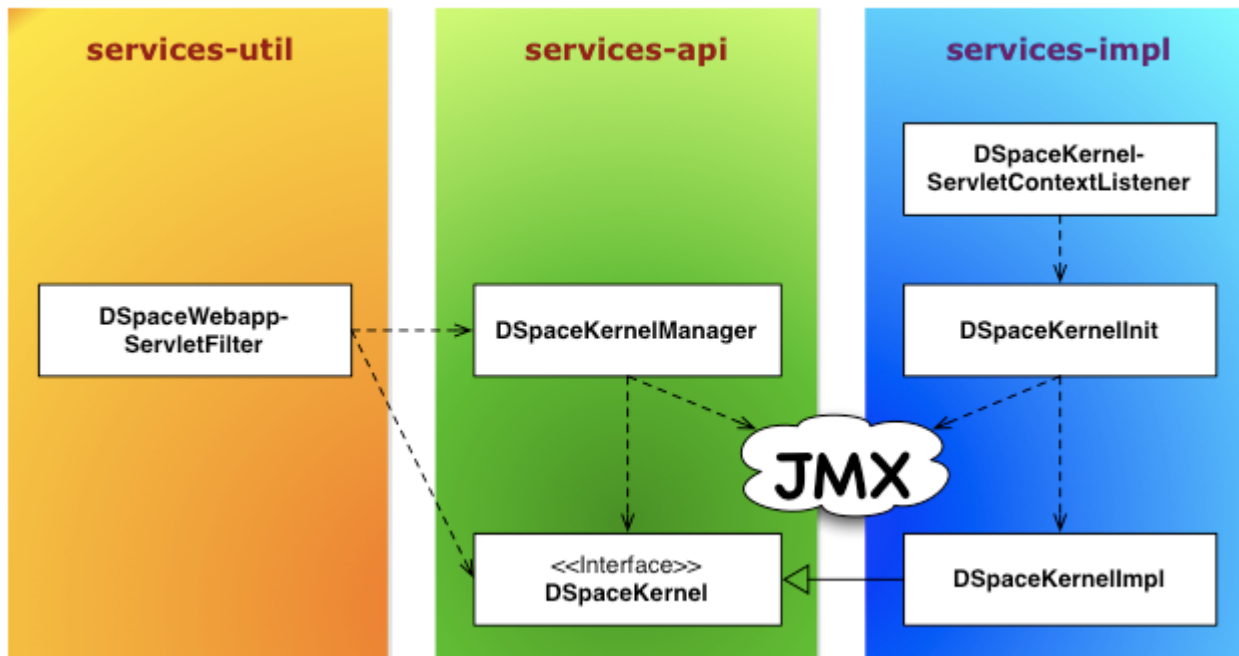 services-util
services-api
services-impl
DSpaceKernel-
ServletContextListener
DSpaceWebapp-
ServletFilter
DSpaceKernelManager
DSpaceKernelInit
JMX
<<Interface>>
DSpaceKernel
DSpaceKernelImpl